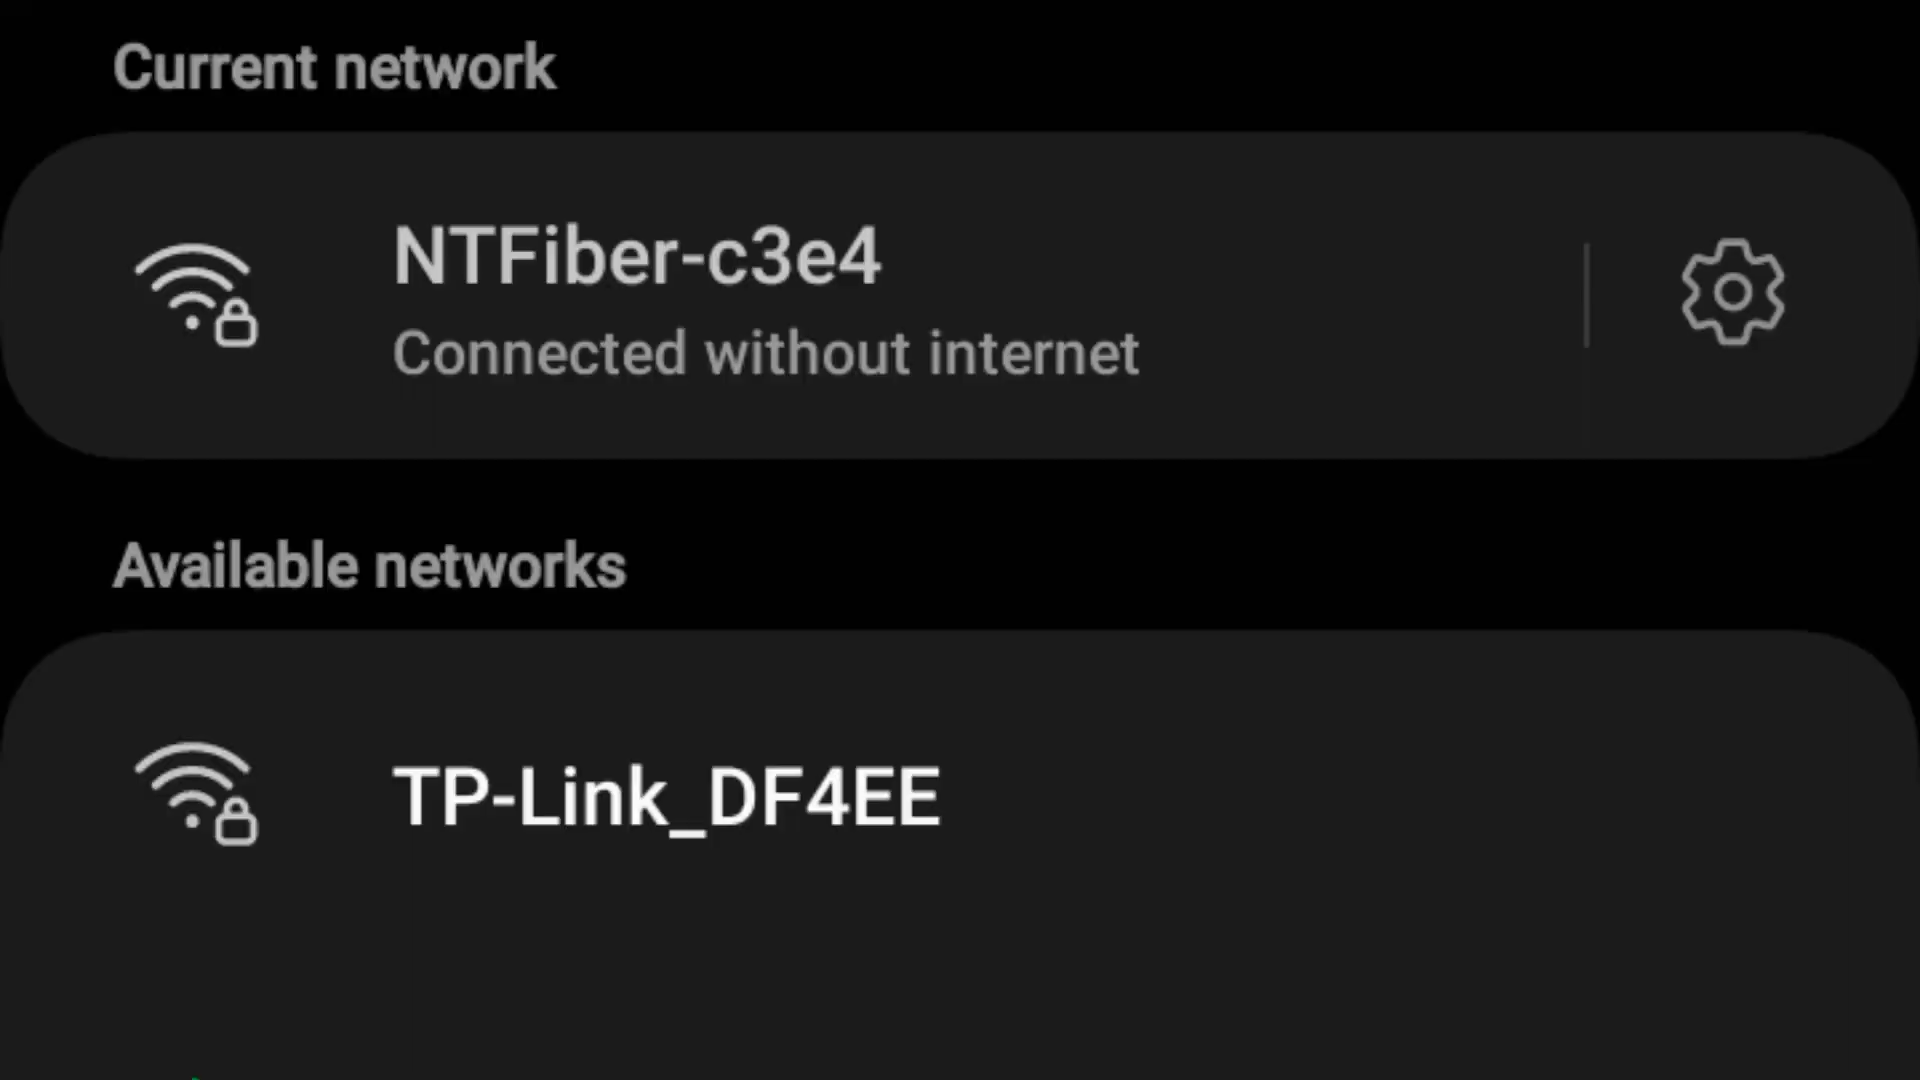 Current network
NTFiber-c3e4
Connected without internet
Available networks
TP-Link_DF4EE